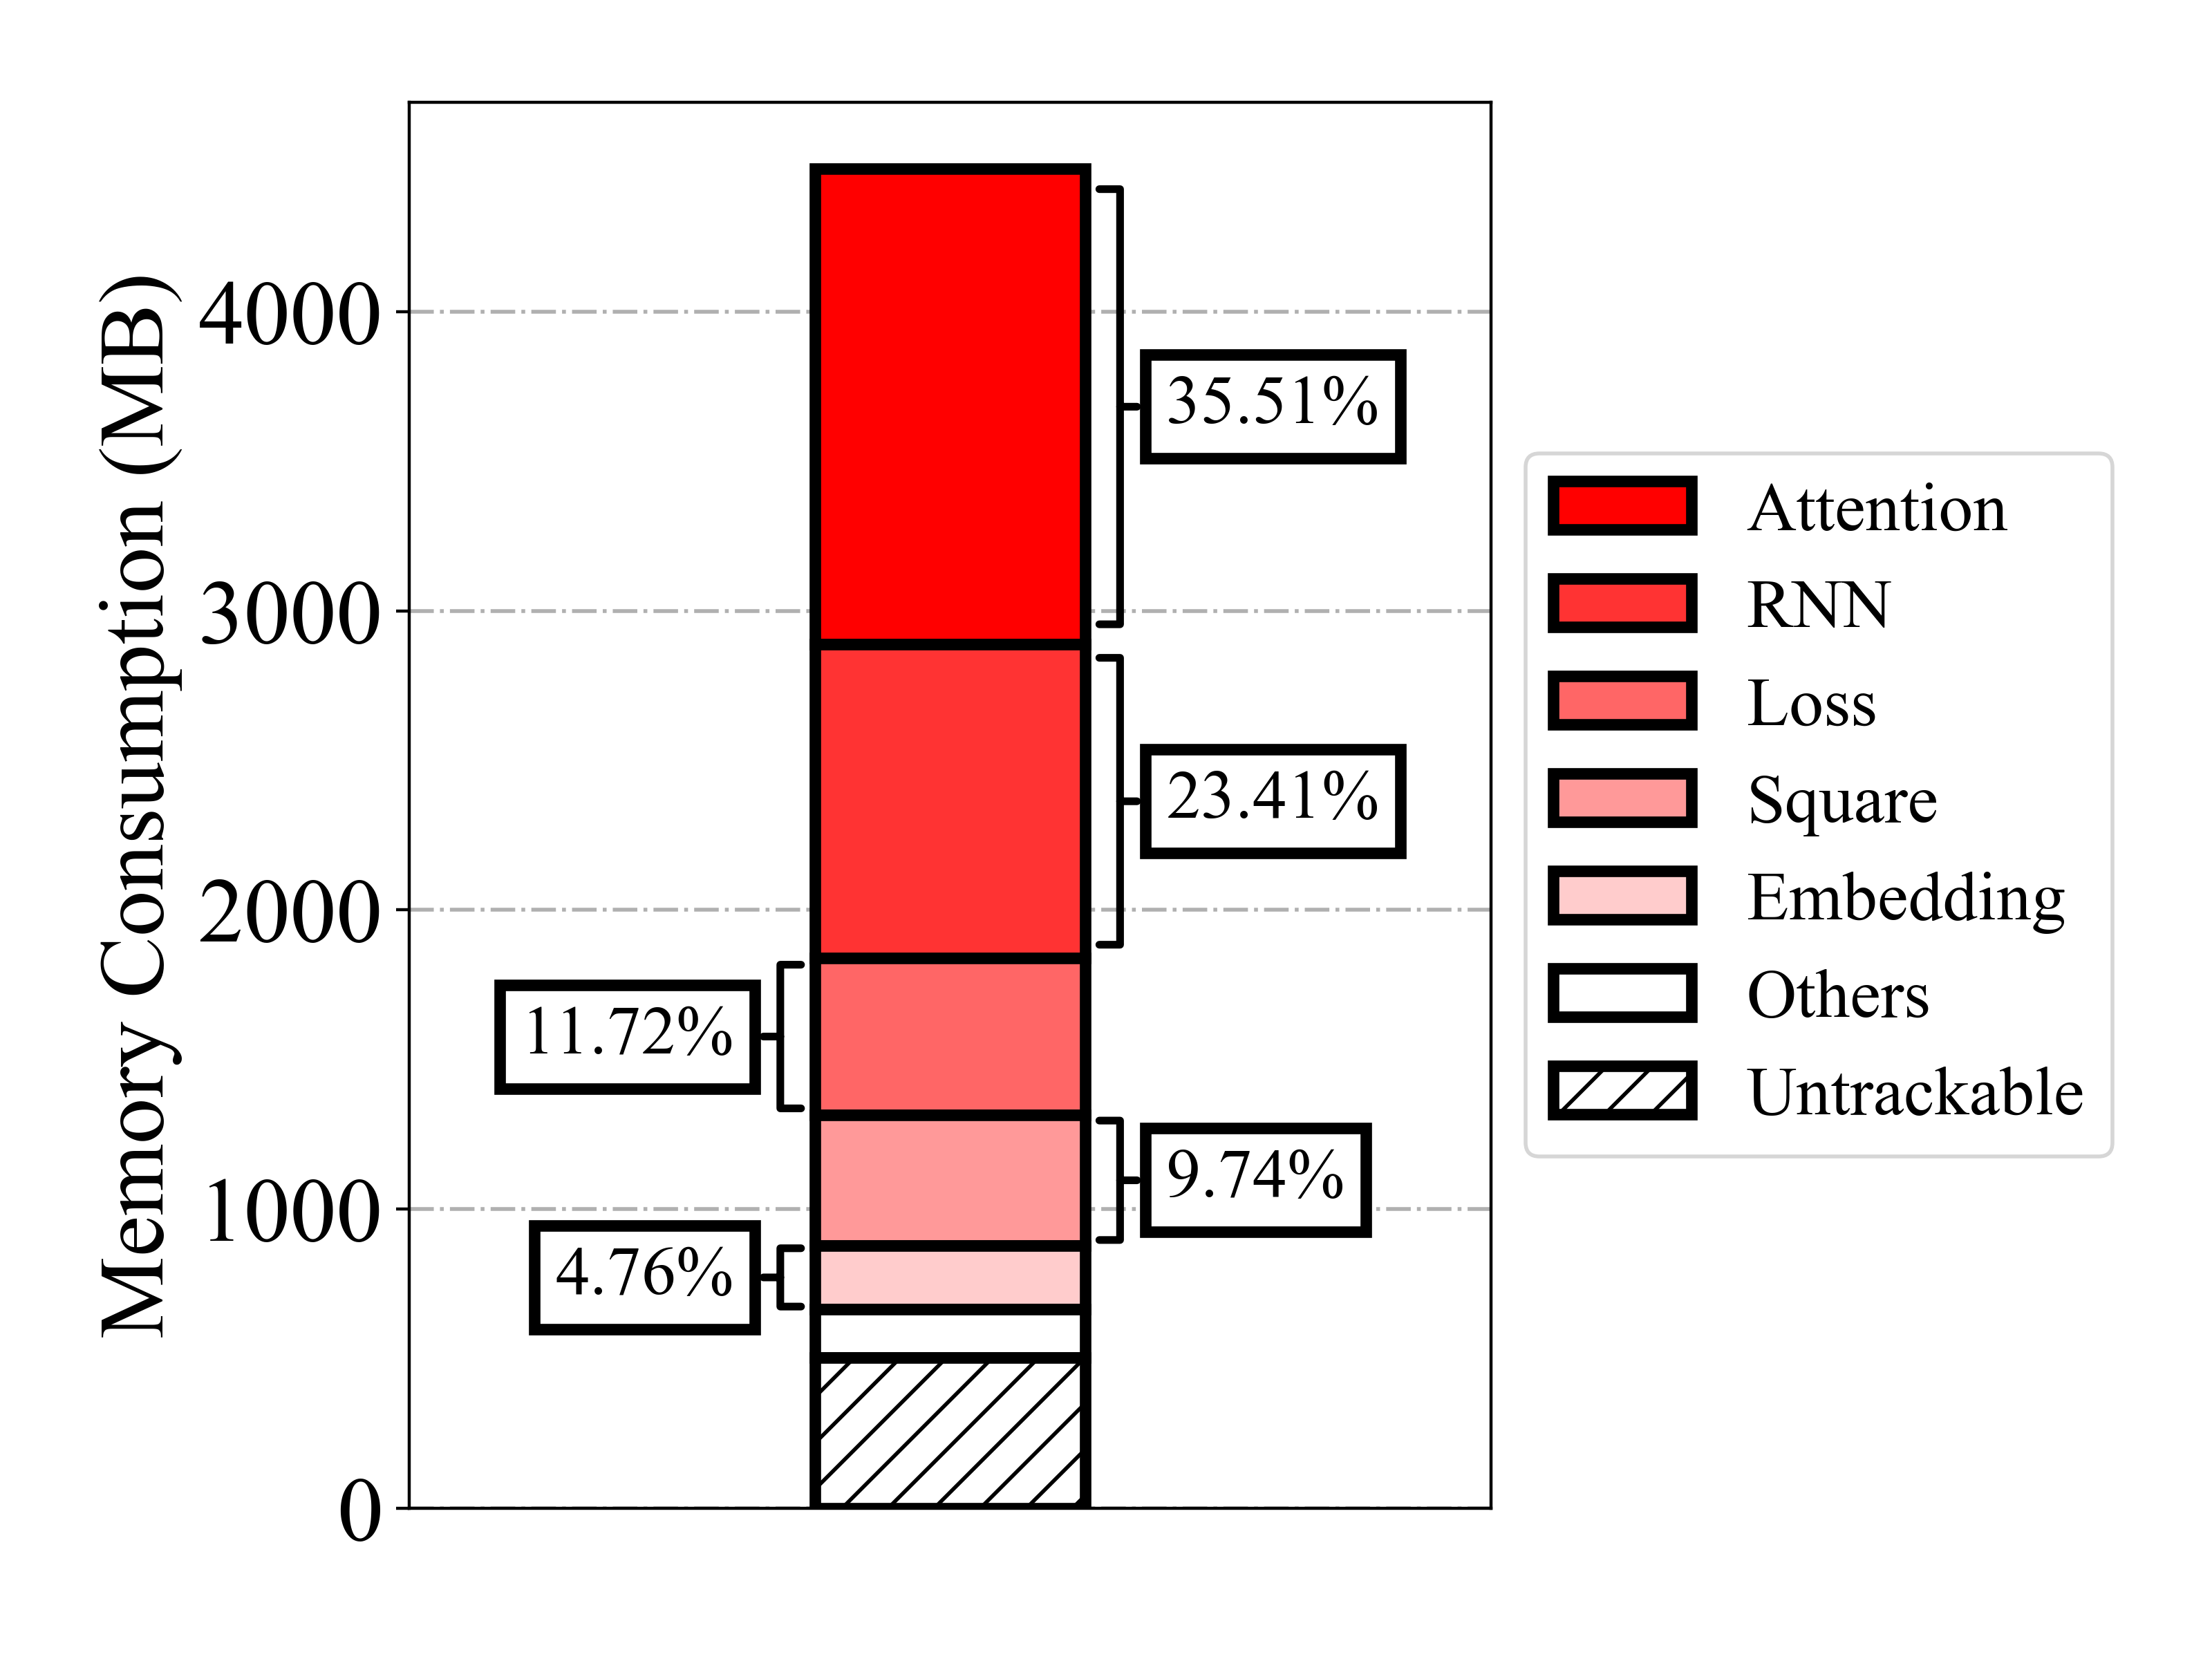 Memory Consumption (MB)
4000
3000
2000
1000
0
35.51%
23.41%
11.72%
9.74%
4.76%
Attention
RNN
Loss
Square
Embedding
Others
Untrackable